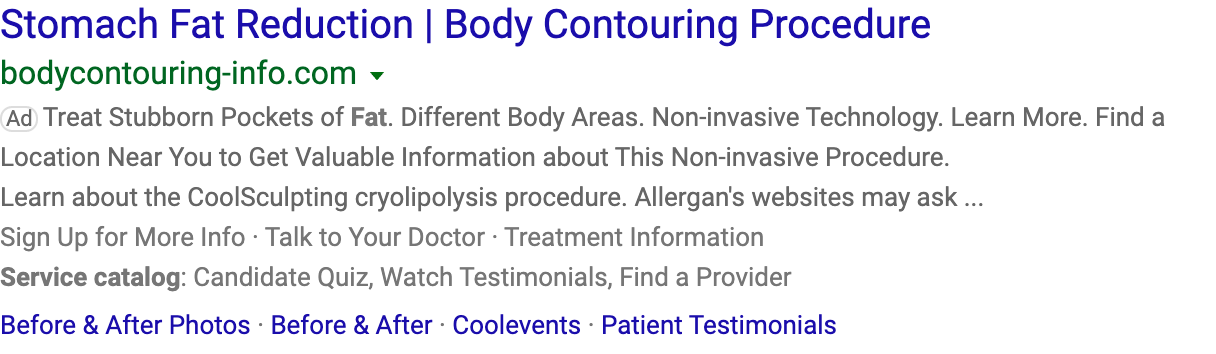 Stomach Fat Reduction | Body Contouring Procedure
bodycontouring-info.com
Ad Treat Stubborn Pockets of Fat. Different Body Areas. Non-invasive Technology. Learn More. Find a
Location Near You to Get Valuable Information about This Non-invasive Procedure.
Learn about the CoolSculpting cryolipolysis procedure. Allergan's websites may ask ...
Sign Up for More Info · Talk to Your Doctor · Treatment Information
Service catalog: Candidate Quiz, Watch Testimonials, Find a Provider
Before & After Photos · Before & After · Coolevents · Patient Testimonials